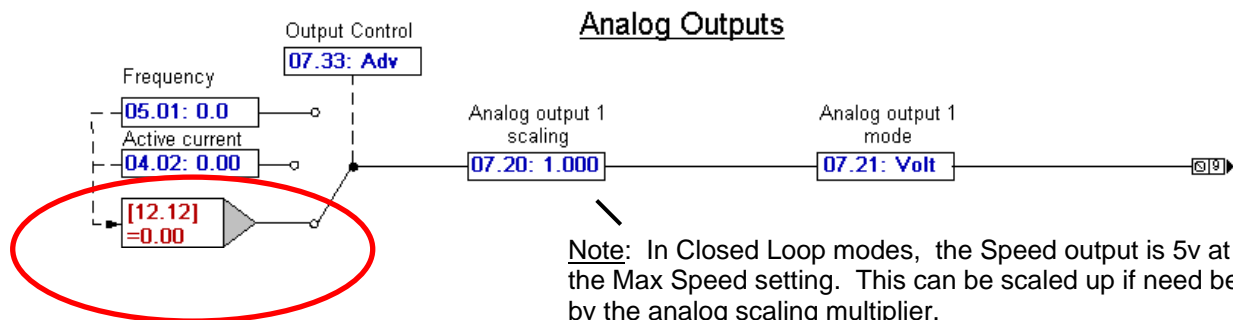 Analog Outputs
Output Control
07.33: Adv
Frequency
05.01: 0.0
Active current
04.02: 0.00
[12.12]
=0.00
Analog output 1
scaling
07.20: 1.000
Analog output 1
mode
07.21: Volt
9
Note: In Closed Loop modes, the Speed output is 5v at
the Max Speed setting. This can be scaled up if need be
by the analog scaling multiplier.